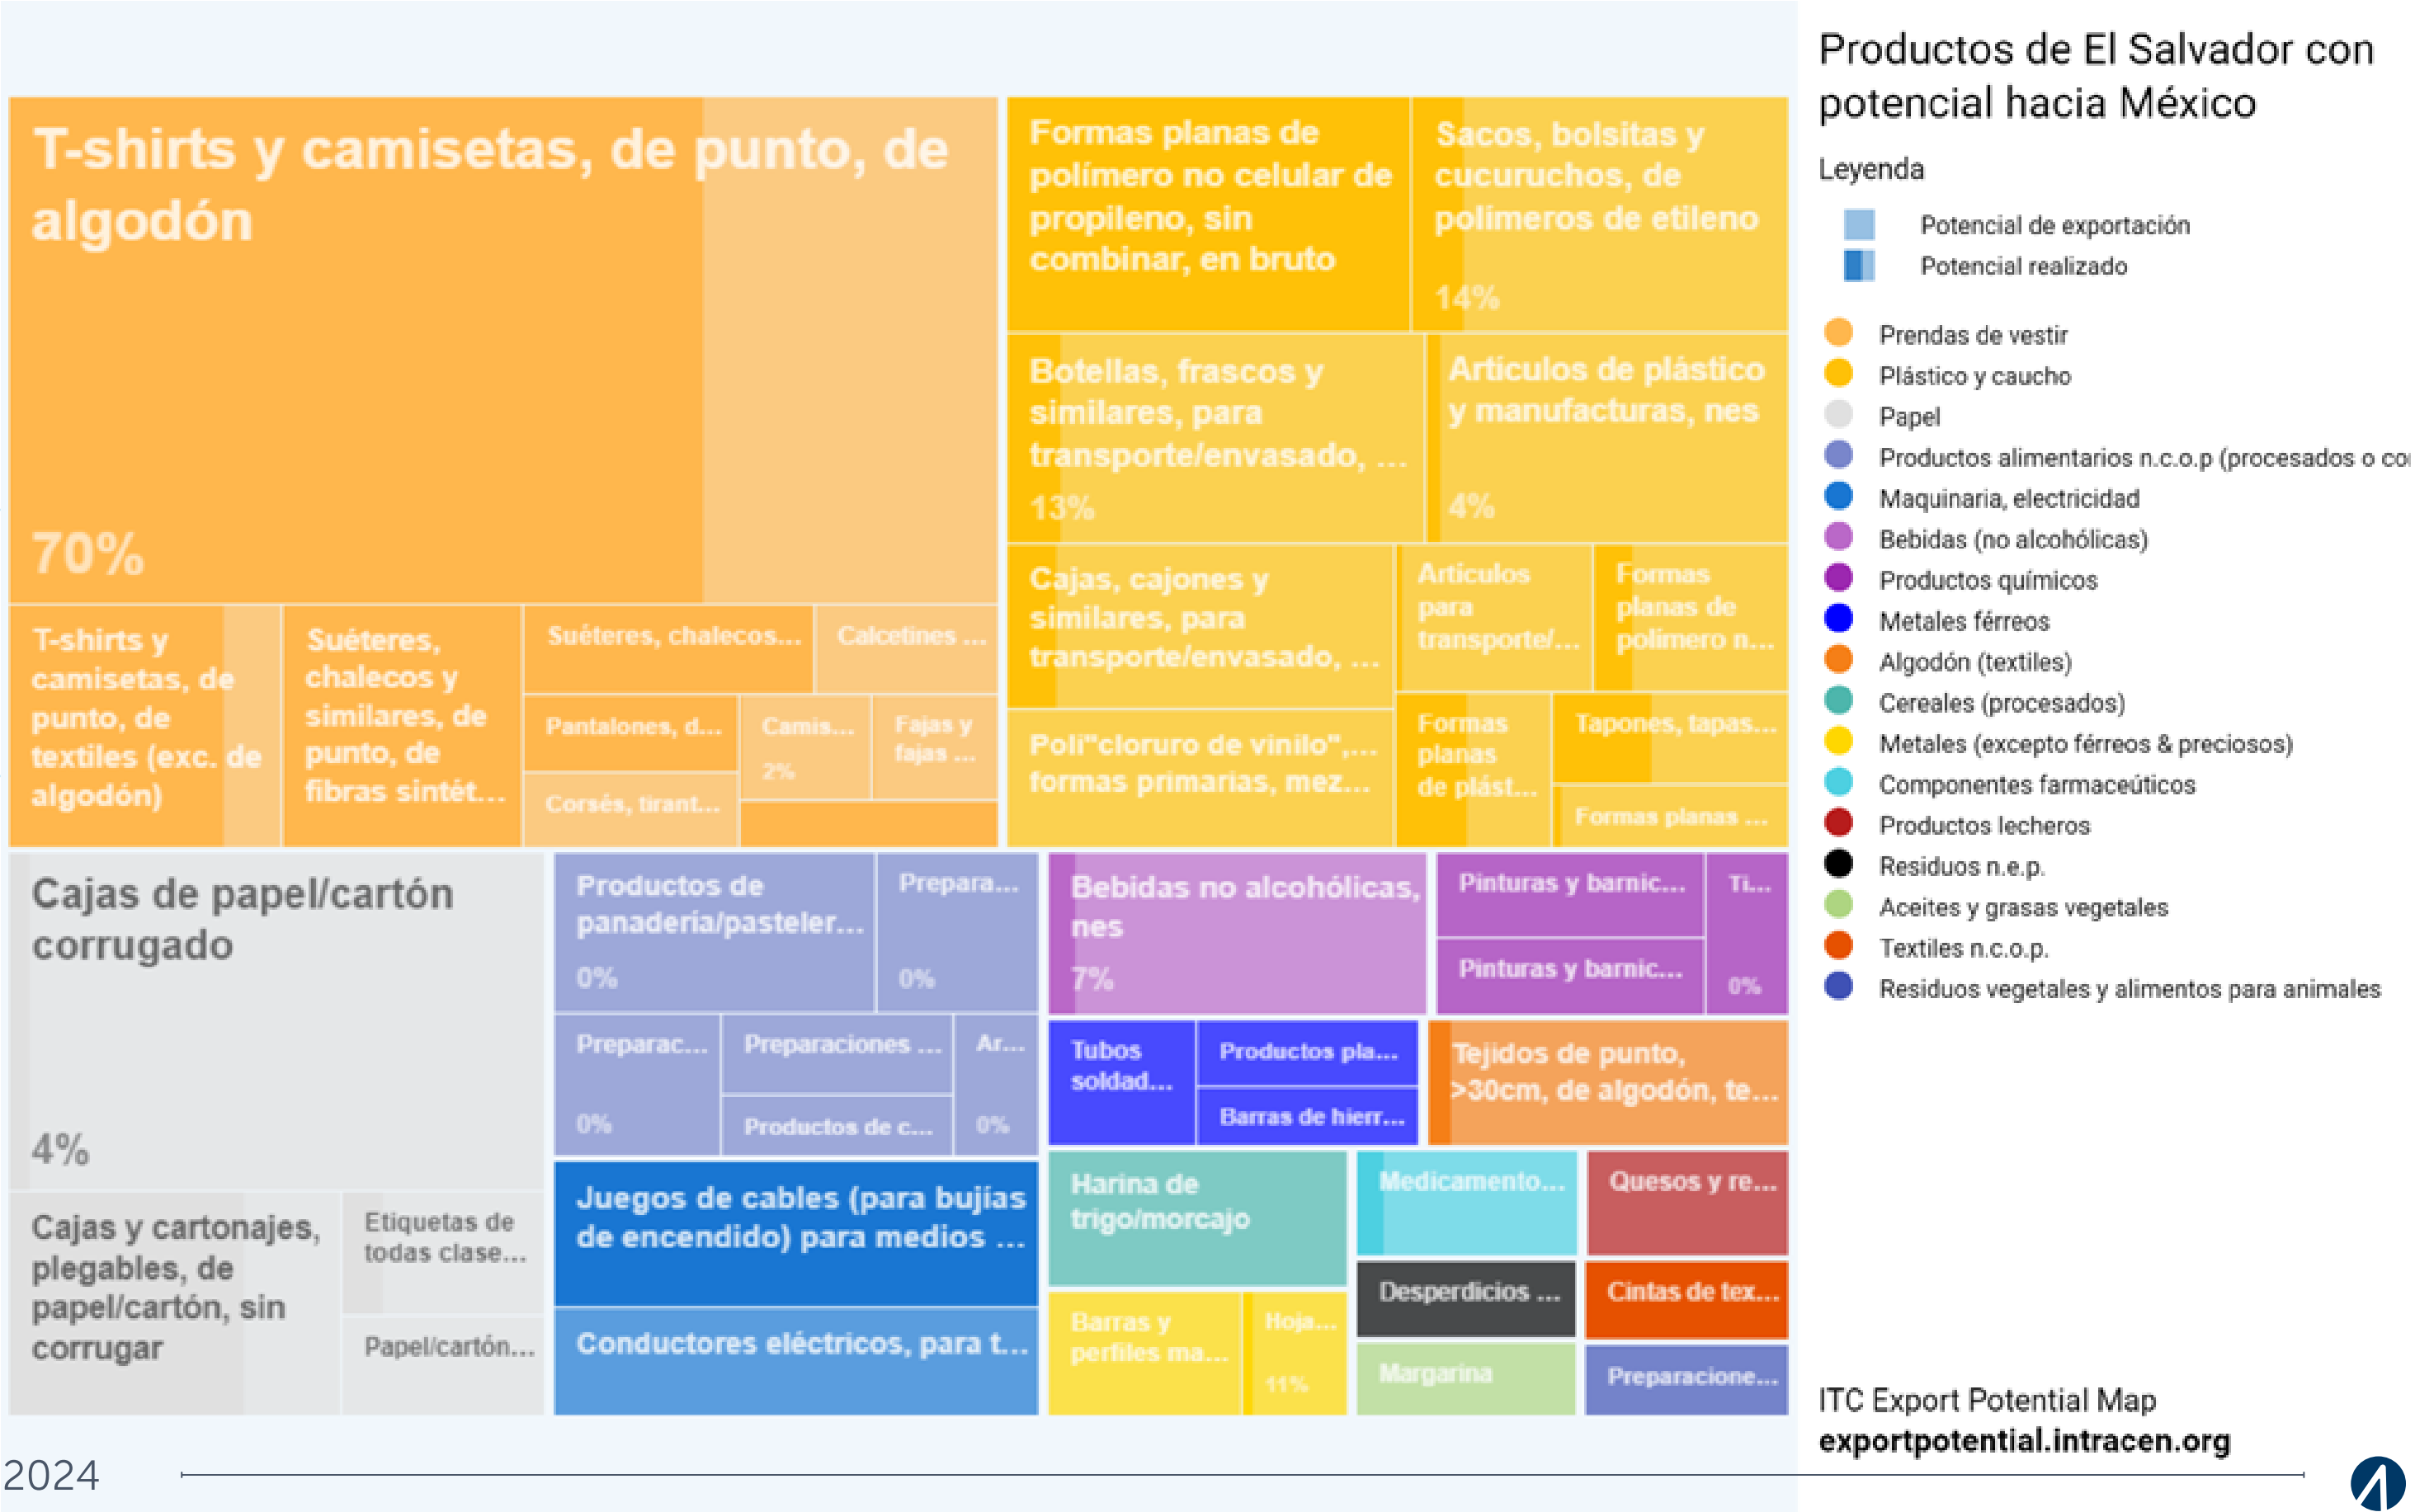 Productos de El Salvador con
potencial hacia México
Leyenda
Potencial de exportación
Potencial realizado
Prendas de vestir
Plástico y caucho
Papel
Productos alimentarios n.c.o.p (procesados o co
Maquinaria, electricidad
Bebidas (no alcohólicas)
Productos químicos
Metales férreos
Algodón (textiles)
Cereales (procesados)
Metales (excepto férreos & preciosos)
Componentes farmaceúticos
Productos lecheros
Residuos n.e.p.
Aceites y grasas vegetales
Textiles n.c.o.p.
Residuos vegetales y alimentos para animales
ITC Export Potential Map
exportpotential.intracen.org
T-shirts y camisetas, de punto, de
algodón
70%
T-shirts y
camisetas, de
punto, de
textiles (exc. de
algodón)
Suéteres,
chalecos y
similares, de
punto, de
fibras sintét...
Suéteres, chalecos...
Calcetines ...
Pantalones, d...
Camis...
2%
Fajas y
fajas ...
Corsés, tirant...
Formas planas de
polímero no celular de
propileno, sin
combinar, en bruto
Sacos, bolsitas y
cucuruchos, de
polímeros de etileno
14%
Botellas, frascos y
similares, para
transporte/envasado, ...
13%
Artículos de plástico
y manufacturas, nes
4%
Cajas, cajones y
similares, para
transporte/envasado, ...
Artículos
para
transporte/...
Formas
planas de
polímero n...
Poli"cloruro de vinilo",...
formas primarias, mez...
Formas
planas
de plást...
Tapones, tapas...
Formas planas ...
Cajas de papel/cartón
corrugado
4%
Cajas y cartonajes,
plegables, de
papel/cartón, sin
corrugar
Etiquetas de
todas clase...
Papel/cartón...
Productos de
panadería/pasteler...
0%
Prepara...
0%
Preparac...
0%
Preparaciones ...
Productos de c...
Ar...
0%
Juegos de cables (para bujías
de encendido) para medios ...
Conductores eléctricos, para t...
Bebidas no alcohólicas,
nes
7%
Pinturas y barnic...
Pinturas y barnic...
Ti...
0%
Tubos
soldad...
Productos pla...
Barras de hierr...
Tejidos de punto,
>30cm, de algodón, te...
Harina de
trigo/morcajo
Medicamento...
Quesos y re...
Barras y
perfiles ma...
Hoja...
11%
Desperdicios ...
Cintas de tex...
Margarina
Preparacione...
2024